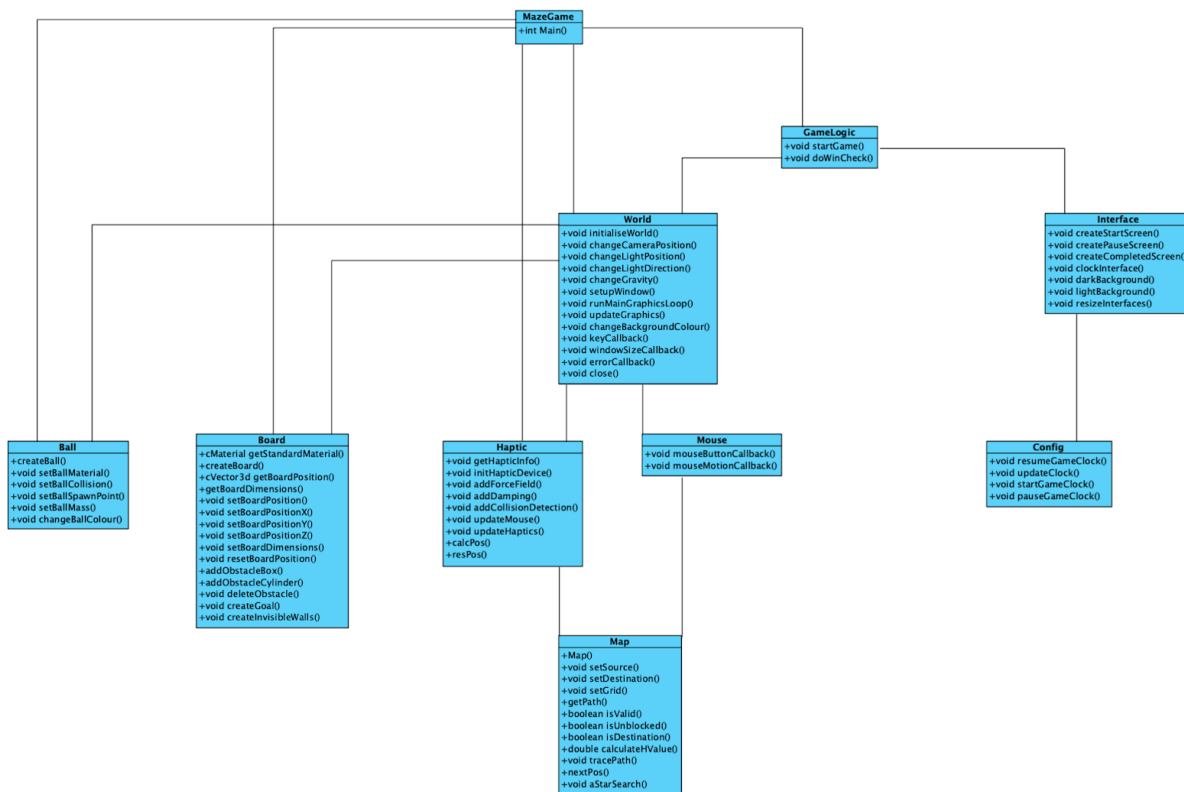 MazeGame
+int Main()
GameLogic
+void startGame()
+void doWinCheck()
World
+void initialiseWorld()
+void changeCameraPosition()
+void changeLightPosition()
+void changeLightDirection()
+void changeGravity()
+void setupWindow()
+void runMainGraphicsLoop()
+void updateGraphics()
+void changeBackgroundColour()
+void keyCallback()
+void windowSizeCallback()
+void errorCallback()
+void close()
Interface
+void createStartScreen()
+void createPauseScreen()
+void createCompletedScreen()
+void clockInterface()
+void darkBackground()
+void lightBackground()
+void resizeInterfaces()
Ball
+createBall()
+void setBallMaterial()
+void setBallCollision()
+void setBallSpawnPoint()
+void setBallMass()
+void changeBallColour()
Board
+cMaterial getStandardMaterial()
+createBoard()
+cVector3d getBoardPosition()
+getBoardDimensions()
+void setBoardPosition()
+void setBoardPositionX()
+void setBoardPositionY()
+void setBoardPositionZ()
+void setBoardDimensions()
+void resetBoardPosition()
+addObstacleBox()
+addObstacleCylinder()
+void deleteObstacle()
+void createGoal()
+void createInvisibleWalls()
Haptic
+void getHapticInfo()
+void initHapticDevice()
+void addForceField()
+void addDamping()
+void addCollisionDetection()
+void updateMouse()
+void updateHaptics()
+calcPos()
+resPos()
Mouse
+void mouseButtonCallback()
+void mouseMotionCallback()
Config
+void resumeGameClock()
+void updateClock()
+void startGameClock()
+void pauseGameClock()
Map
+Map()
+void setSource()
+void setDestination()
+void setGrid()
+getPath()
+boolean isValid()
+boolean isUnblocked()
+boolean isDestination()
+double calculateHValue()
+void tracePath()
+nextPos()
+void aStarSearch()